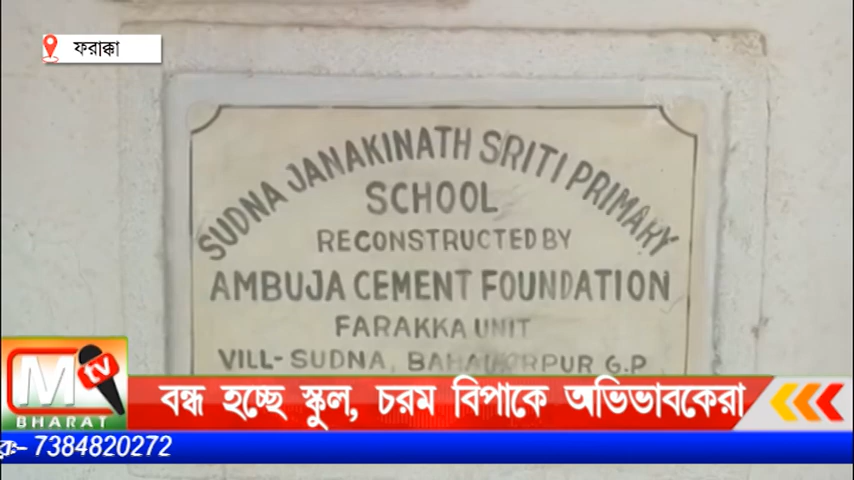 ফরাক্কা
SUDNA JANAKINATH SRITI PRIMARY
SCHOOL
RECONSTRUCTED BY
AMBUJA CEMENT FOUNDATION
FARAKKA UNIT
VILL-SUDNA, G.P
M tv
BHARAT
বন্ধ হচ্ছে স্কুল, চরম বিপাকে অভিভাবকেরা
7384820272